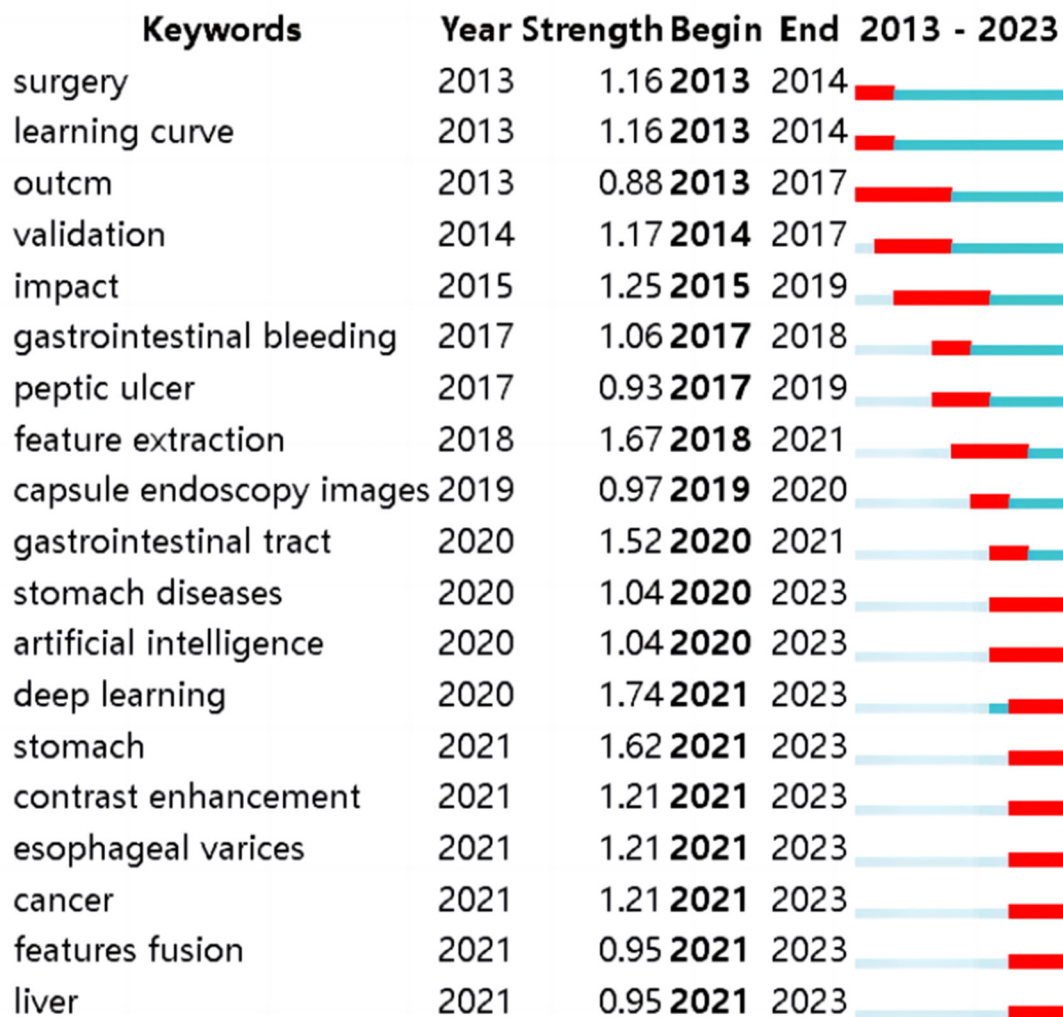 Keywords Year Strength Begin End 2013 - 2023
surgery 2013 1.16 2013 2014
learning curve 2013 1.16 2013 2014
outcm 2013 0.88 2013 2017
validation 2014 1.17 2014 2017
impact 2015 1.25 2015 2019
gastrointestinal bleeding 2017 1.06 2017 2018
peptic ulcer 2017 0.93 2017 2019
feature extraction 2018 1.67 2018 2021
capsule endoscopy images 2019 0.97 2019 2020
gastrointestinal tract 2020 1.52 2020 2021
stomach diseases 2020 1.04 2020 2023
artificial intelligence 2020 1.04 2020 2023
deep learning 2020 1.74 2021 2023
stomach 2021 1.62 2021 2023
contrast enhancement 2021 1.21 2021 2023
esophageal varices 2021 1.21 2021 2023
cancer 2021 1.21 2021 2023
features fusion 2021 0.95 2021 2023
liver 2021 0.95 2021 2023